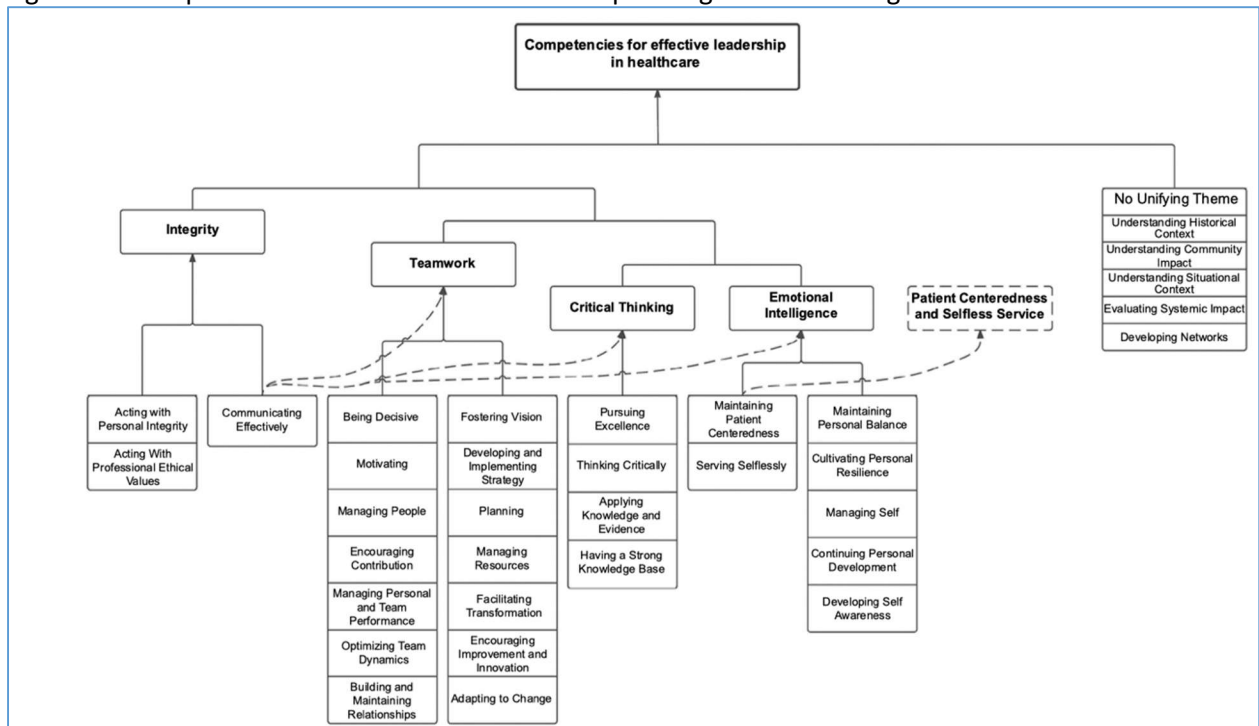 Competencies for effective leadership
in healthcare
No Unifying Theme
Understanding Historical
Context
Understanding Community
Impact
Understanding Situational
Context
Evaluating Systemic Impact
Developing Networks
Integrity
Teamwork
Critical Thinking
Emotional
Intelligence
Patient Centeredness
and Selfless Service
Acting with
Personal Integrity
Acting With
Professional Ethical
Values
Communicating
Effectively
Being Decisive
Motivating
Managing People
Encouraging
Contribution
Managing Personal
and Team
Performance
Optimizing Team
Dynamics
Building and
Maintaining
Relationships
Fostering Vision
Developing and
Implementing
Strategy
Planning
Managing
Resources
Facilitating
Transformation
Encouraging
Improvement and
Innovation
Adapting to Change
Pursuing
Excellence
Thinking Critically
Applying
Knowledge and
Evidence
Having a Strong
Knowledge Base
Maintaining
Patient
Centeredness
Serving Selflessly
Maintaining
Personal Balance
Cultivating Personal
Resilience
Managing Self
Continuing Personal
Development
Developing Self
Awareness